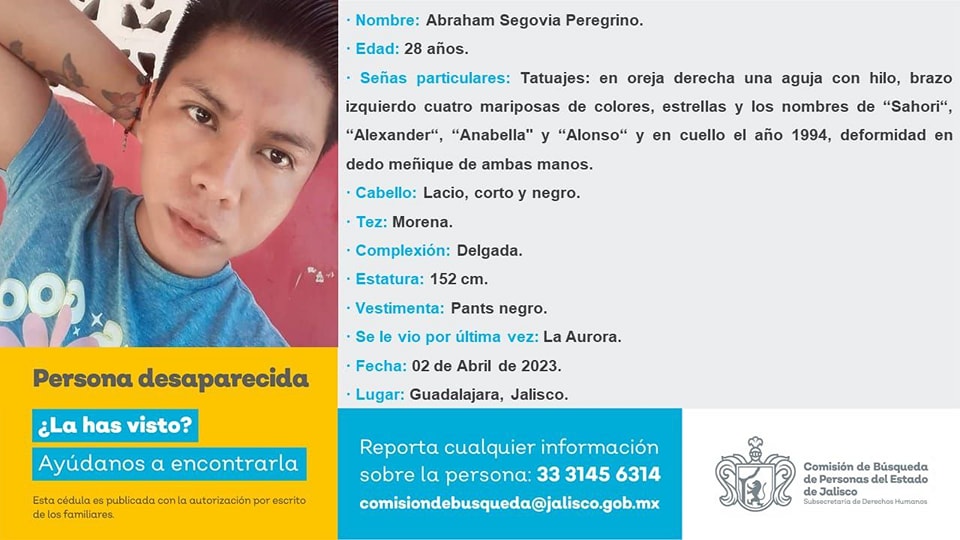 · Nombre: Abraham Segovia Peregrino.
· Edad: 28 años.
· Señas particulares: Tatuajes: en oreja derecha una aguja con hilo, brazo
izquierdo cuatro mariposas de colores, estrellas y los nombres de “Sahori“,
“Alexander“, “Anabella" y “Alonso“ y en cuello el año 1994, deformidad en
dedo meñique de ambas manos.
· Cabello: Lacio, corto y negro.
· Tez: Morena.
· Complexión: Delgada.
· Estatura: 152 cm.
· Vestimenta: Pants negro.
· Se le vio por última vez: La Aurora.
· Fecha: 02 de Abril de 2023.
· Lugar: Guadalajara, Jalisco.
Persona desaparecida
¿La has visto?
Ayúdanos a encontrarla
Esta cédula es publicada con la autorización por escrito
de los familiares.
Reporta cualquier información
sobre la persona: 33 3145 6314
comisiondebusqueda@jalisco.gob.mx
Comisión de Búsqueda
de Personas del Estado
de Jalisco
Subsecretaría de Derechos Humanos